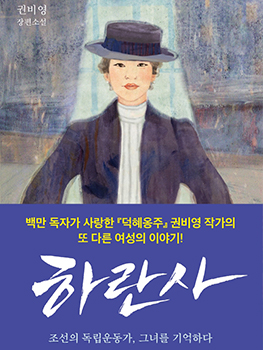 권비영
장편소설
백만 독자가 사랑한 『덕혜옹주』 권비영 작가의
또 다른 여성의 이야기!
하란사
조선의 독립운동가, 그녀를 기억하다